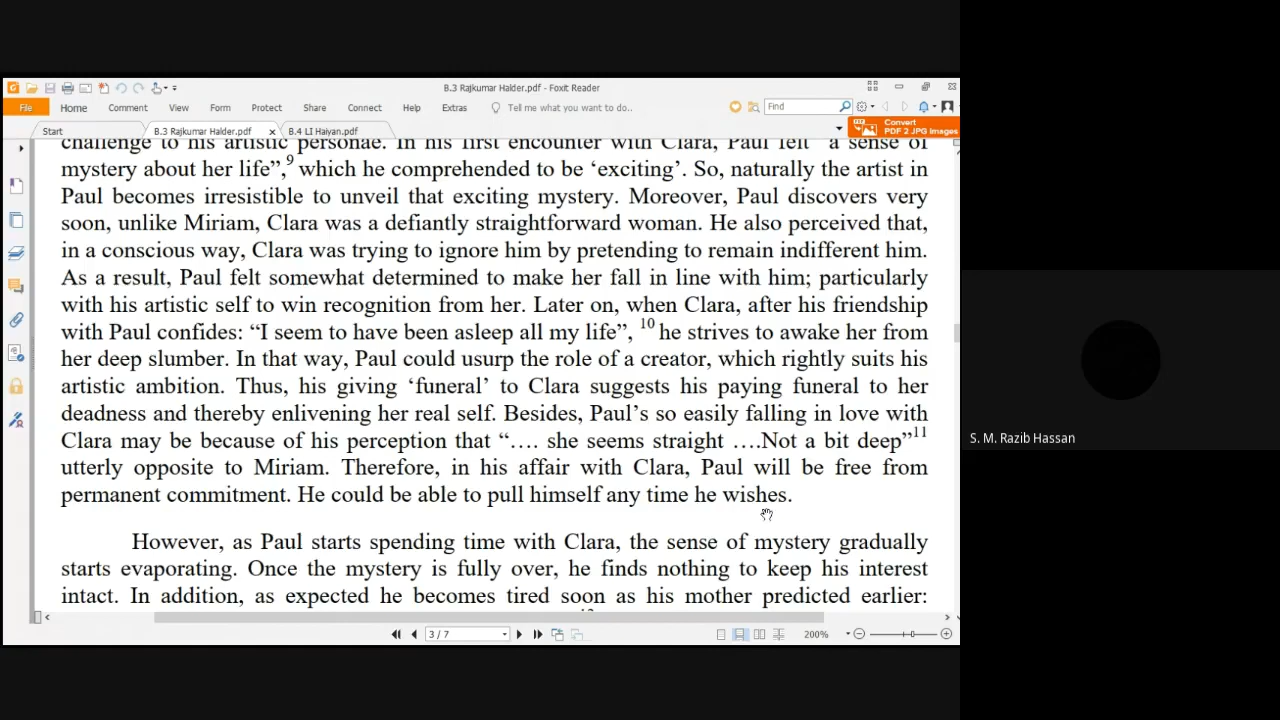 B.3 Rajkumar Halder.pdf - Foxit Reader
File Home Comment View Form Protect Share Connect Help Extras Tell me what you want to do.. Find
Start B.3 Rajkumar Halder.pdf B.4 LI Haiyan.pdf
Convert
PDF 2 JPG Images
challenge to his artistic personae. In his first encounter with Clara, Paul felt “a sense of
mystery about her life”,9 which he comprehended to be ‘exciting’. So, naturally the artist in
Paul becomes irresistible to unveil that exciting mystery. Moreover, Paul discovers very
soon, unlike Miriam, Clara was a defiantly straightforward woman. He also perceived that,
in a conscious way, Clara was trying to ignore him by pretending to remain indifferent him.
As a result, Paul felt somewhat determined to make her fall in line with him; particularly
with his artistic self to win recognition from her. Later on, when Clara, after his friendship
with Paul confides: “I seem to have been asleep all my life”, 10 he strives to awake her from
her deep slumber. In that way, Paul could usurp the role of a creator, which rightly suits his
artistic ambition. Thus, his giving ‘funeral’ to Clara suggests his paying funeral to her
deadness and thereby enlivening her real self. Besides, Paul’s so easily falling in love with
Clara may be because of his perception that “…. she seems straight ….Not a bit deep”11
utterly opposite to Miriam. Therefore, in his affair with Clara, Paul will be free from
permanent commitment. He could be able to pull himself any time he wishes.
However, as Paul starts spending time with Clara, the sense of mystery gradually
starts evaporating. Once the mystery is fully over, he finds nothing to keep his interest
intact. In addition, as expected he becomes tired soon as his mother predicted earlier:
3 / 7 200%
S. M. Razib Hassan